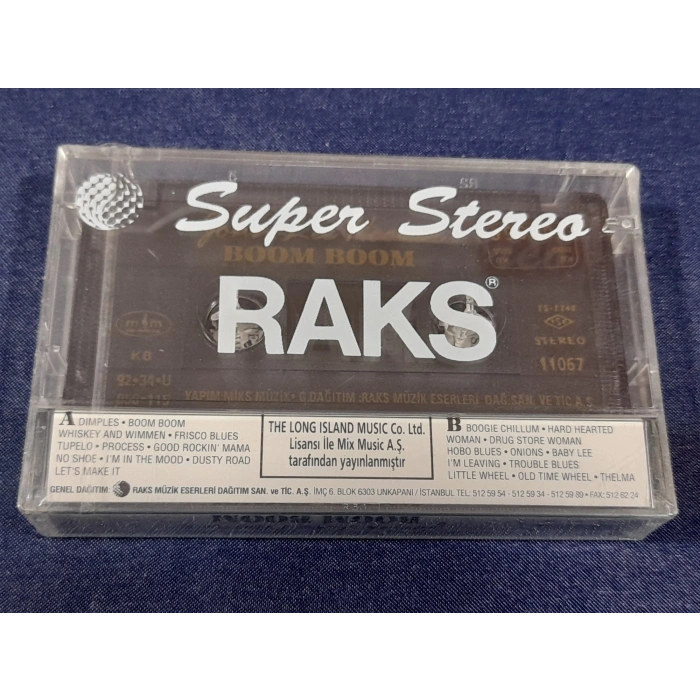 Super Stereo
BOOM BOOM
RAKS®
STEREO
11067
KB
92•34•U
YAPIM:MİKS MÜZİK• G.DAĞITIM :RAKS MÜZİK ESERLERİ DAĞ SAN. VE TİC A.Ş
A DIMPLES • BOOM BOOM
WHISKEY AND WIMMEN • FRISCO BLUES
TUPELO • PROCESS • GOOD ROCKIN' MAMA
NO SHOE • I'M IN THE MOOD • DUSTY ROAD
LET'S MAKE IT
THE LONG ISLAND MUSIC Co. Ltd.
Lisansı İle Mix Music A.Ş.
tarafından yayınlanmıştır
B BOOGIE CHILLUM • HARD HEARTED
WOMAN • DRUG STORE WOMAN
HOBO BLUES • ONIONS • BABY LEE
I'M LEAVING • TROUBLE BLUES
LITTLE WHEEL • OLD TIME WHEEL • THELMA
GENEL DAĞITIM: RAKS MÜZİK ESERLERİ DAĞITIM SAN. ve TİC. A.Ş. İMÇ 6. BLOK 6303 UNKAPANI / İSTANBUL TEL: 512 59 54 - 512 59 34 - 512 59 89 • FAX: 512 62 24